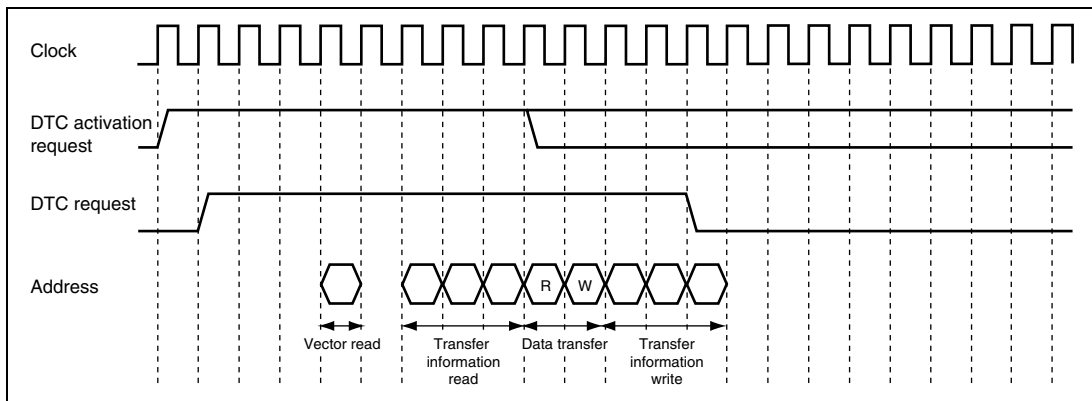 Clock
DTC activation
request
DTC request
Address
R W
Vector read
Transfer
information
read
Data transfer
Transfer
information
write